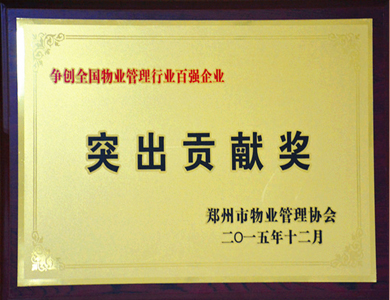 争创全国物业管理行业百强企业
突出贡献奖
郑州市物业管理协会
二〇一五年十二月